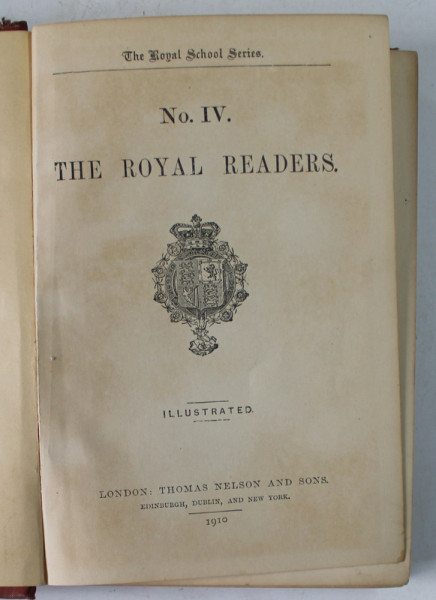 The Royal School Series.
No. IV.
THE ROYAL READERS.
ILLUSTRATED.
LONDON: THOMAS NELSON AND SONS.
EDINBURGH, DUBLIN, AND NEW YORK.
1910